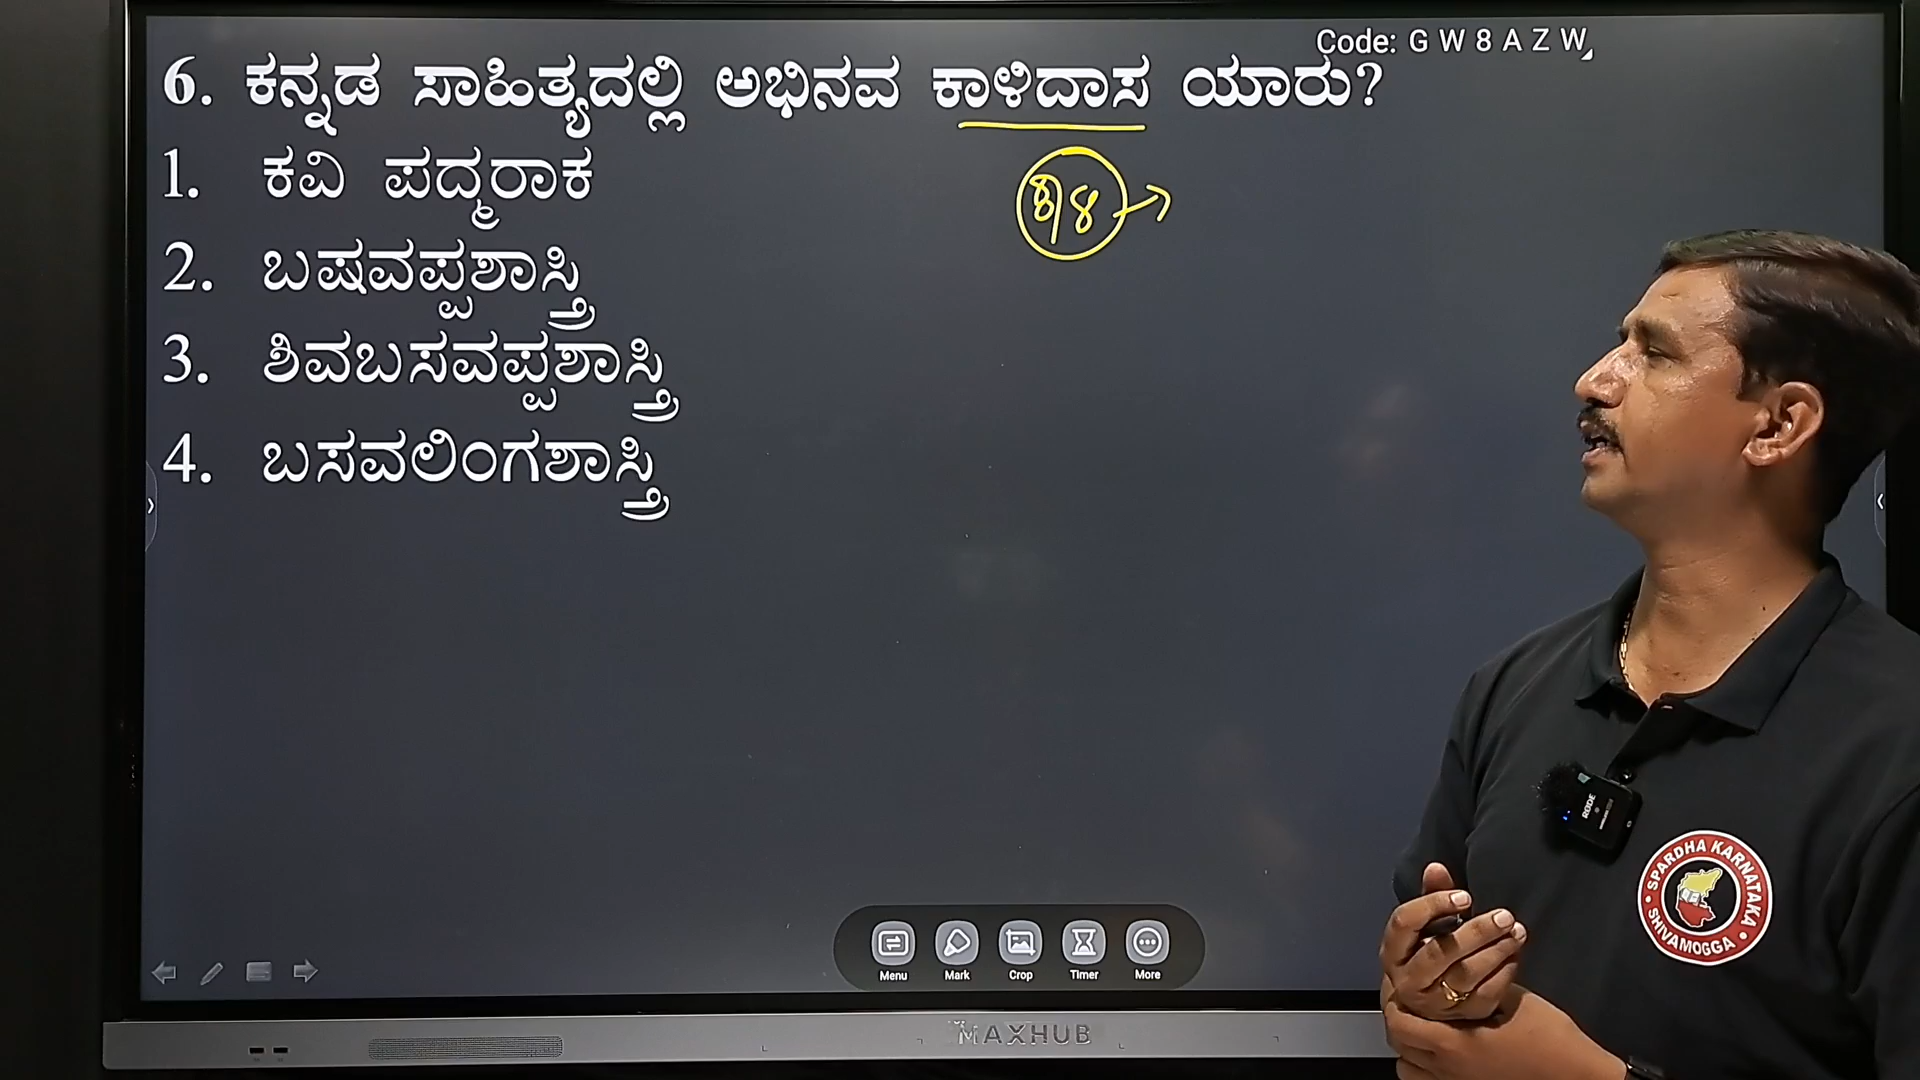 Code: G W 8 A Z W
6. ಕನ್ನಡ ಸಾಹಿತ್ಯದಲ್ಲಿ ಅಭಿನವ ಕಾಳಿದಾಸ ಯಾರು?
1. ಕವಿ ಪದ್ಮರಾಕ
2. ಬಷವಪ್ಪಶಾಸ್ತ್ರಿ
3. ಶಿವಬಸವಪ್ಪಶಾಸ್ತ್ರಿ
4. ಬಸವಲಿಂಗಶಾಸ್ತ್ರಿ
RODE
SPARDHA KARNATAKA
SHIVAMOGGA
Menu Mark Crop Timer More
MAXHUB